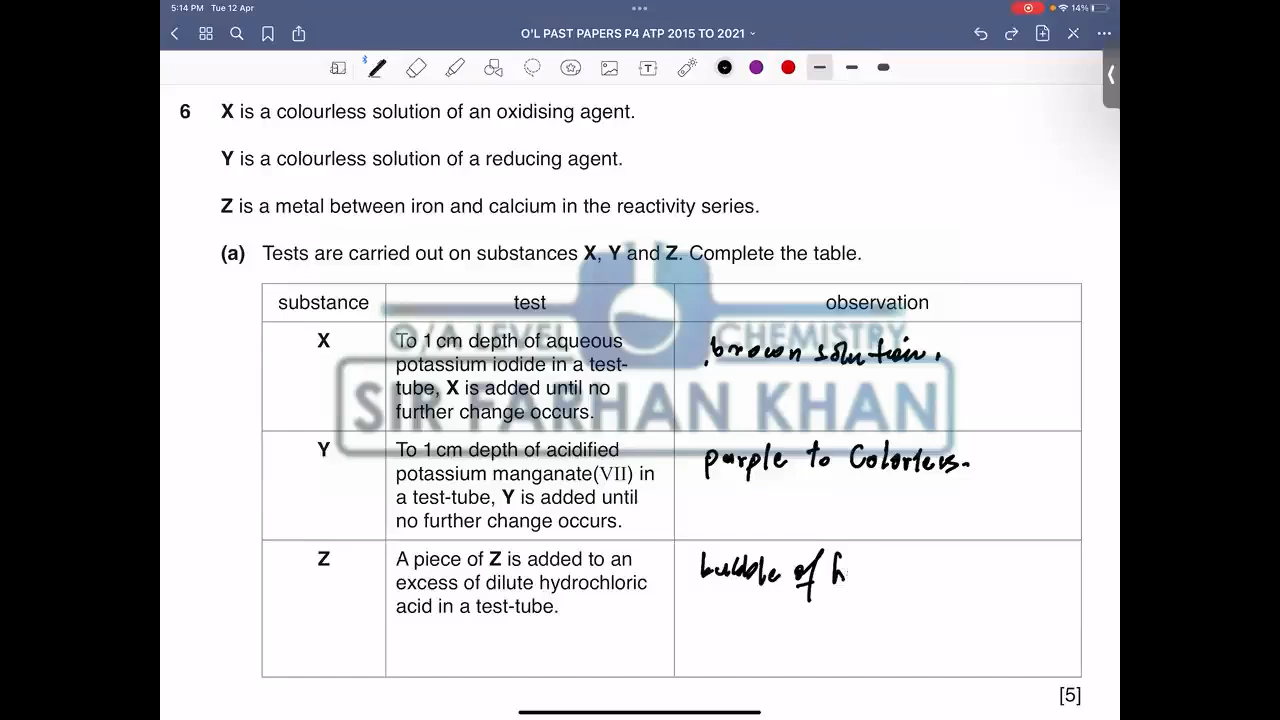 5:14 PM Tue 12 Apr
14%
O'L PAST PAPERS P4 ATP 2015 TO 2021
6 X is a colourless solution of an oxidising agent.
Y is a colourless solution of a reducing agent.
Z is a metal between iron and calcium in the reactivity series.
(a) Tests are carried out on substances X, Y and Z. Complete the table.
substance test observation
O/A LEVEL CHEMISTRY
SIR FARHAN KHAN
X To 1 cm depth of aqueous
potassium iodide in a test-
tube, X is added until no
further change occurs.
brown solution.
Y To 1 cm depth of acidified
potassium manganate(VII) in
a test-tube, Y is added until
no further change occurs.
purple to Colorless.
Z A piece of Z is added to an
excess of dilute hydrochloric
acid in a test-tube.
bubble of h
[5]